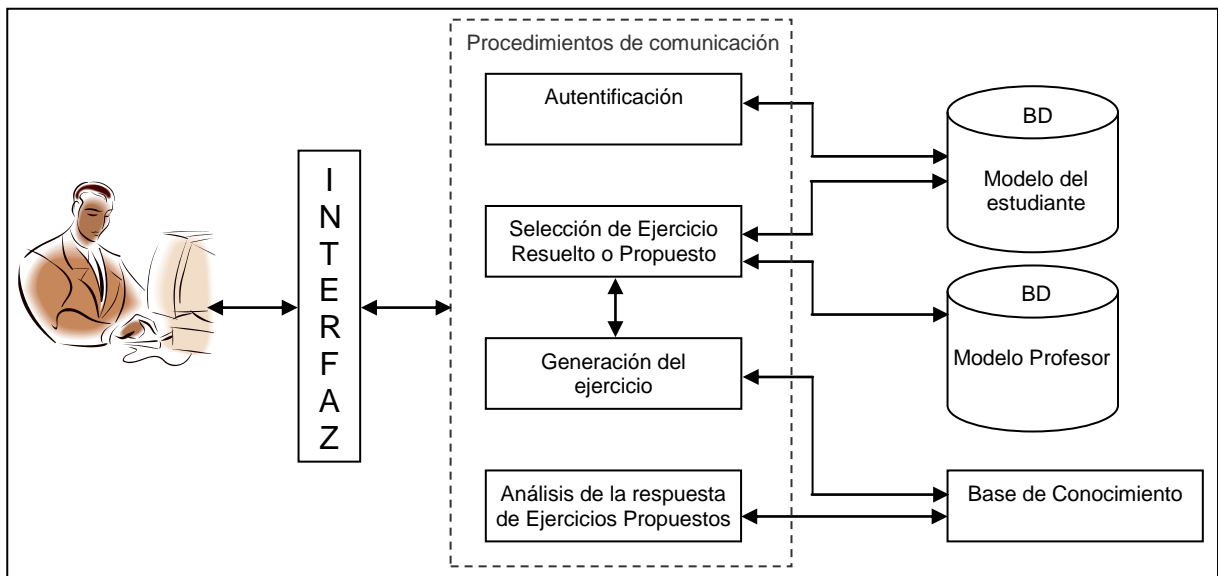 Procedimientos de comunicación
Autentificación
BD
Modelo del
estudiante
I
N
T
E
R
F
A
Z
Selección de Ejercicio
Resuelto o Propuesto
BD
Modelo Profesor
Generación del
ejercicio
Análisis de la respuesta
de Ejercicios Propuestos
Base de Conocimiento